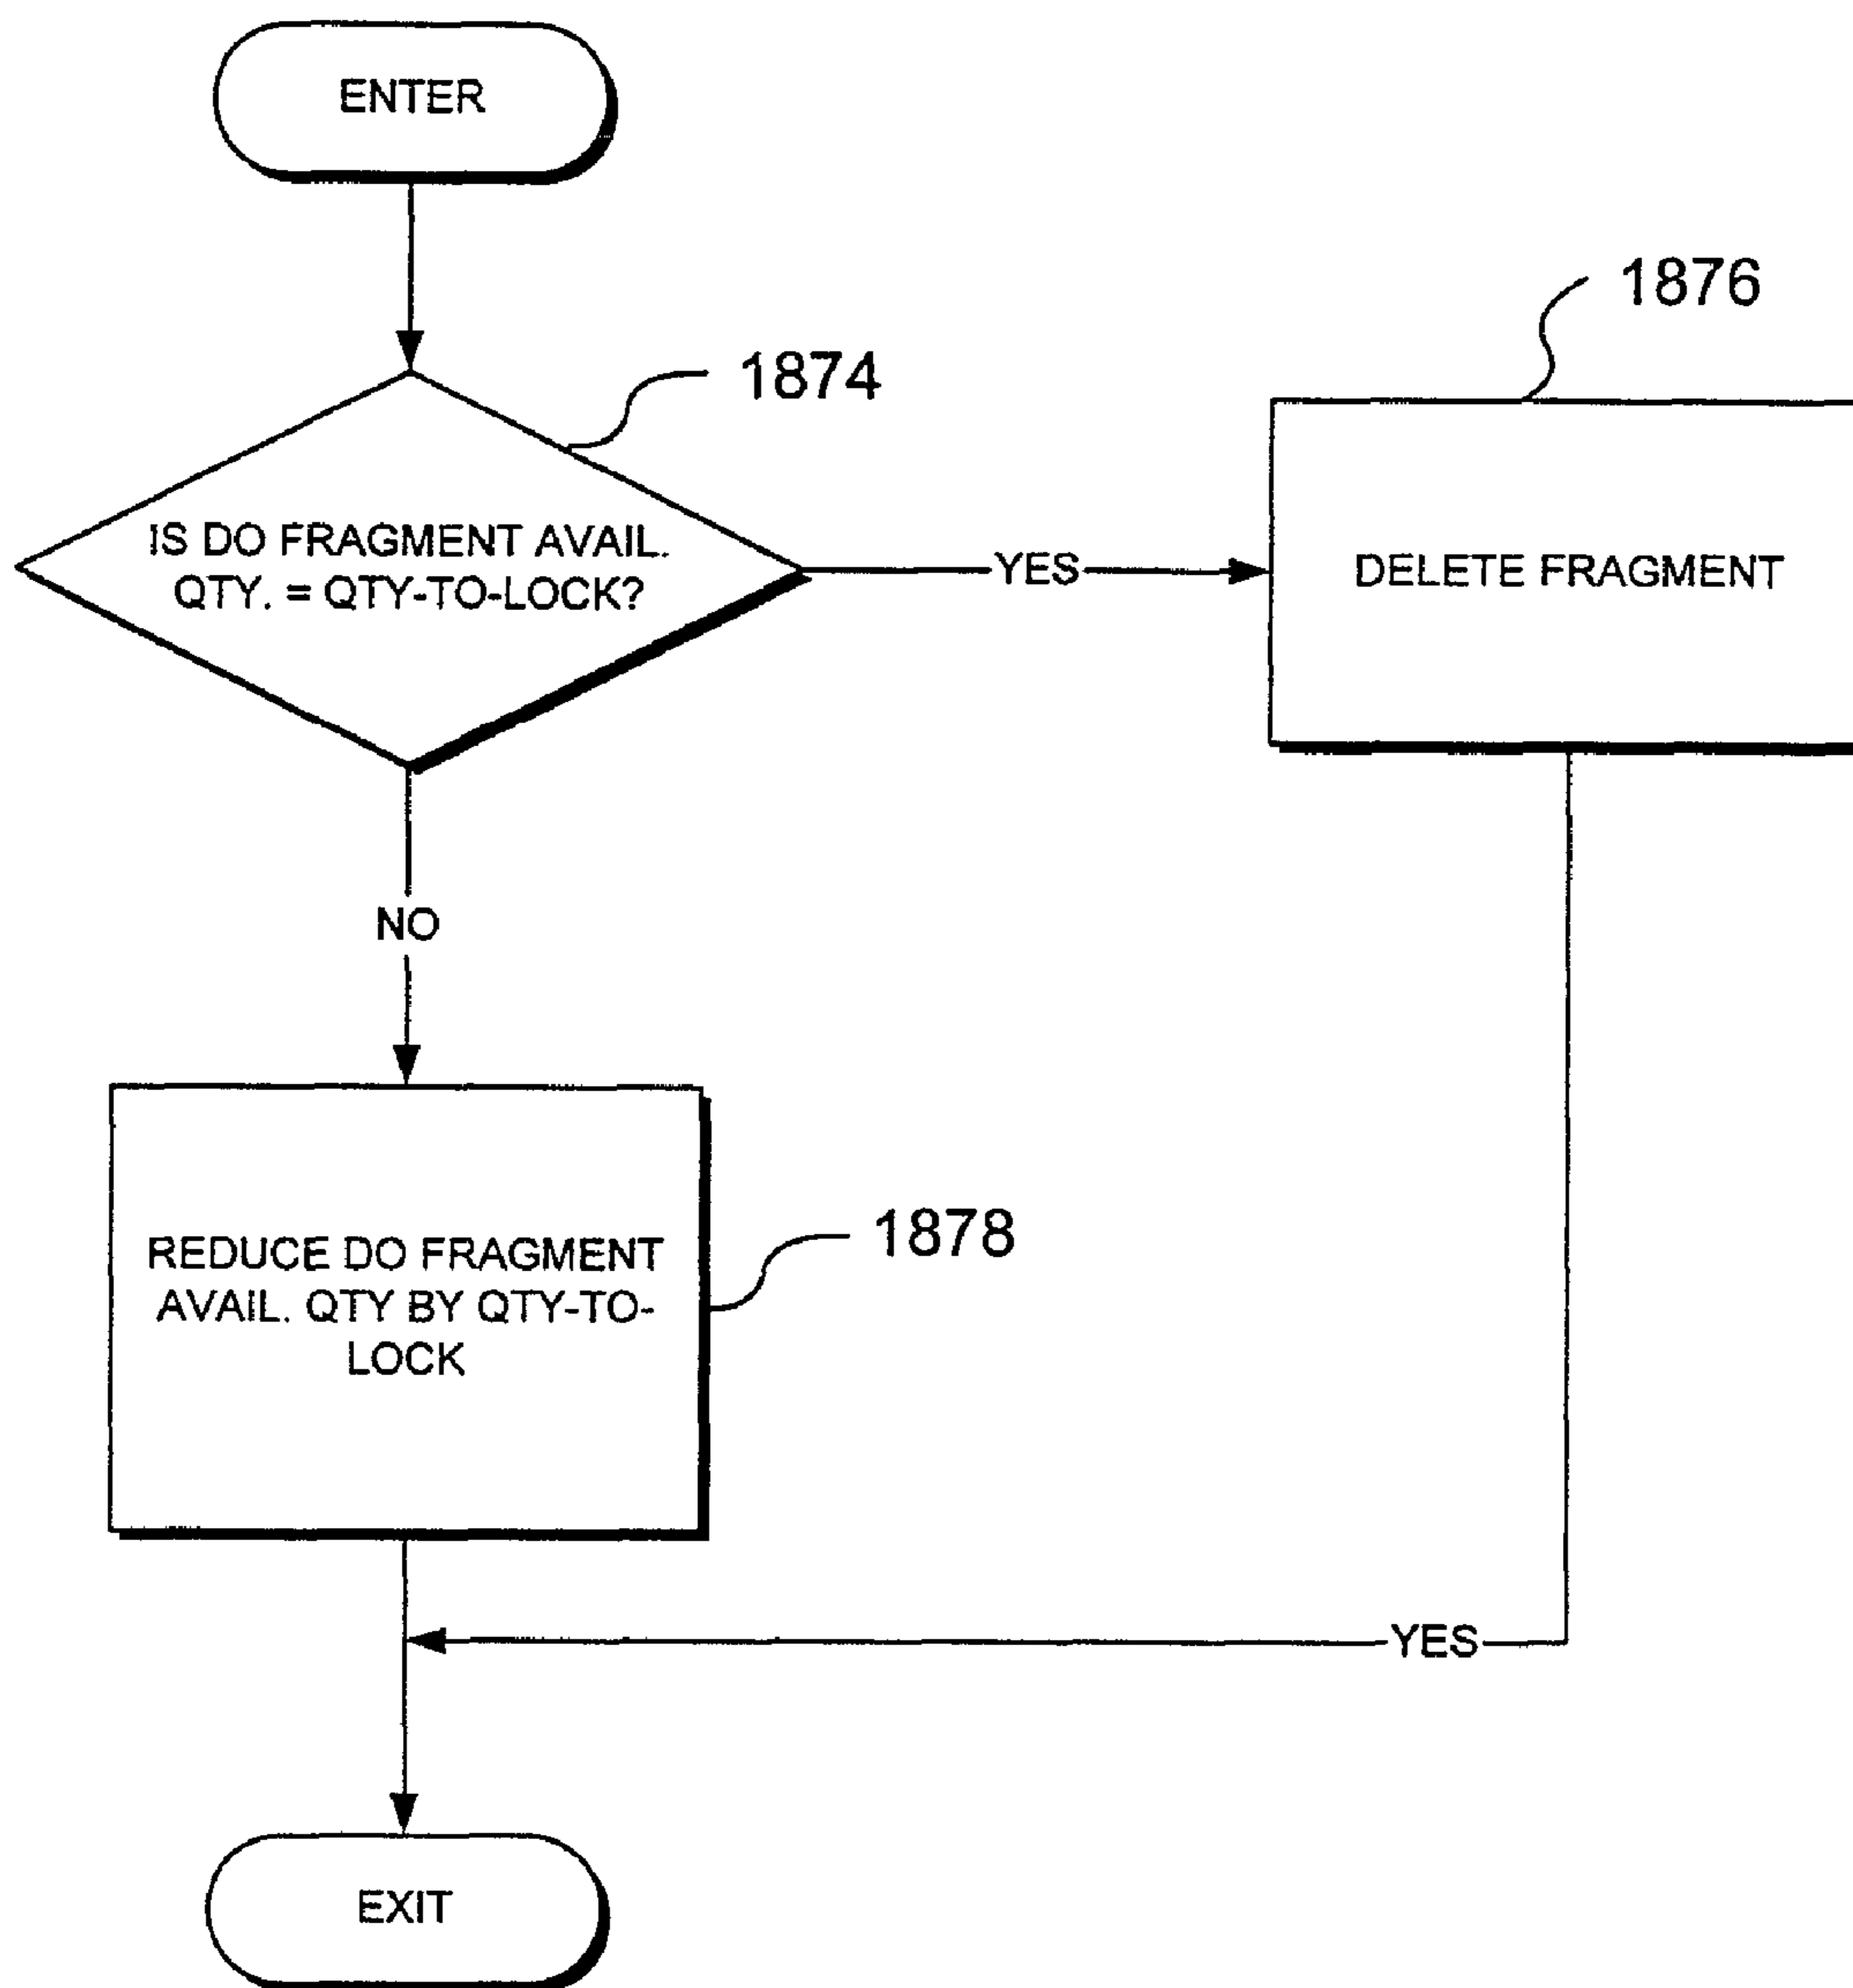 ENTER
1876
1874
IS DO FRAGMENT AVAIL.
QTY. = QTY-TO-LOCK?
YES
DELETE FRAGMENT
NO
REDUCE DO FRAGMENT
AVAIL. QTY BY QTY-TO-
LOCK
1878
YES
EXIT